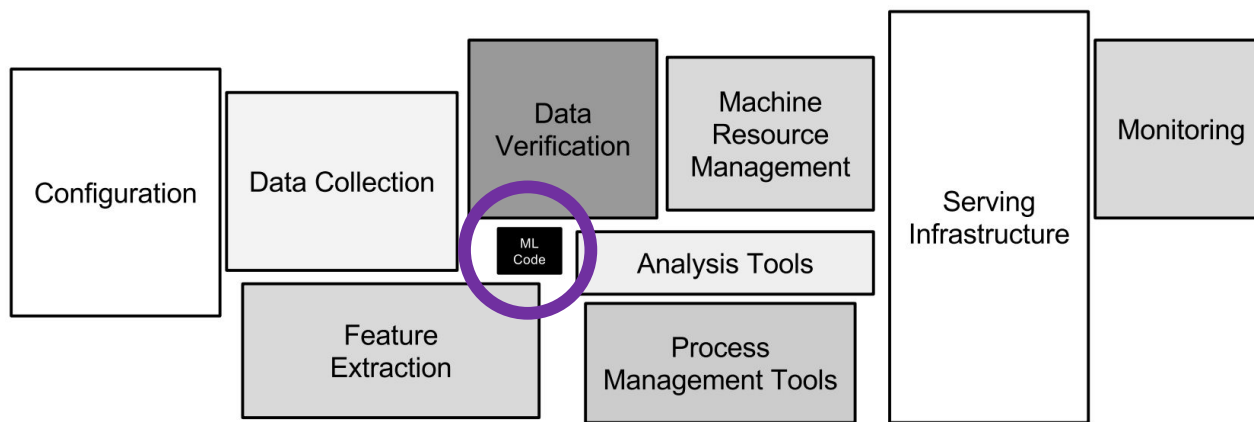 Configuration
Data Collection
Data
Verification
Machine
Resource
Management
Monitoring
Serving
Infrastructure
ML
Code
Analysis Tools
Feature
Extraction
Process
Management Tools